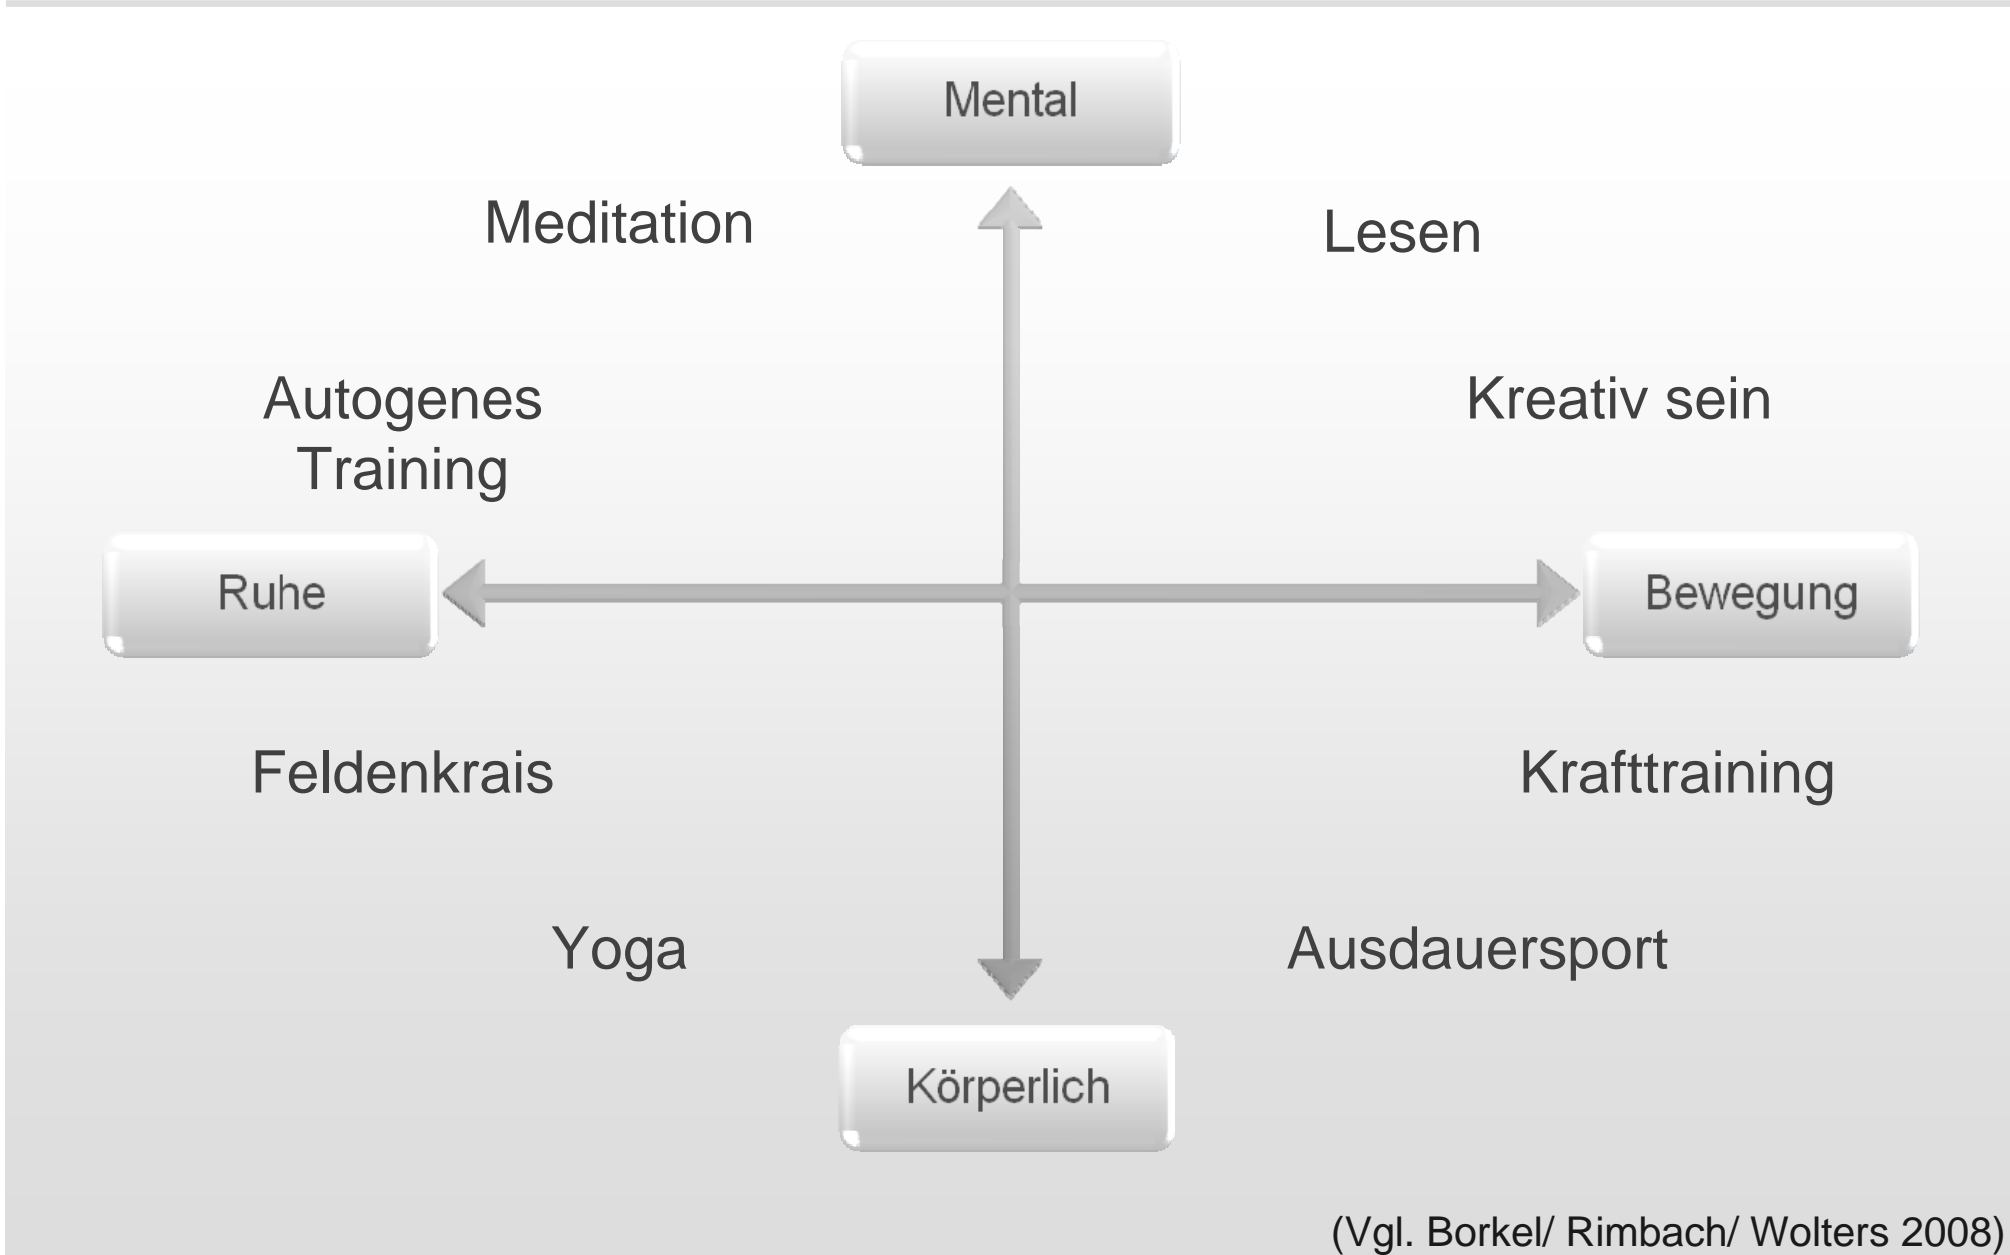 Mental
Meditation
Lesen
Autogenes
Training
Kreativ sein
Ruhe
Bewegung
Feldenkrais
Krafttraining
Yoga
Ausdauersport
Körperlich
(Vgl. Borkel/ Rimbach/ Wolters 2008)